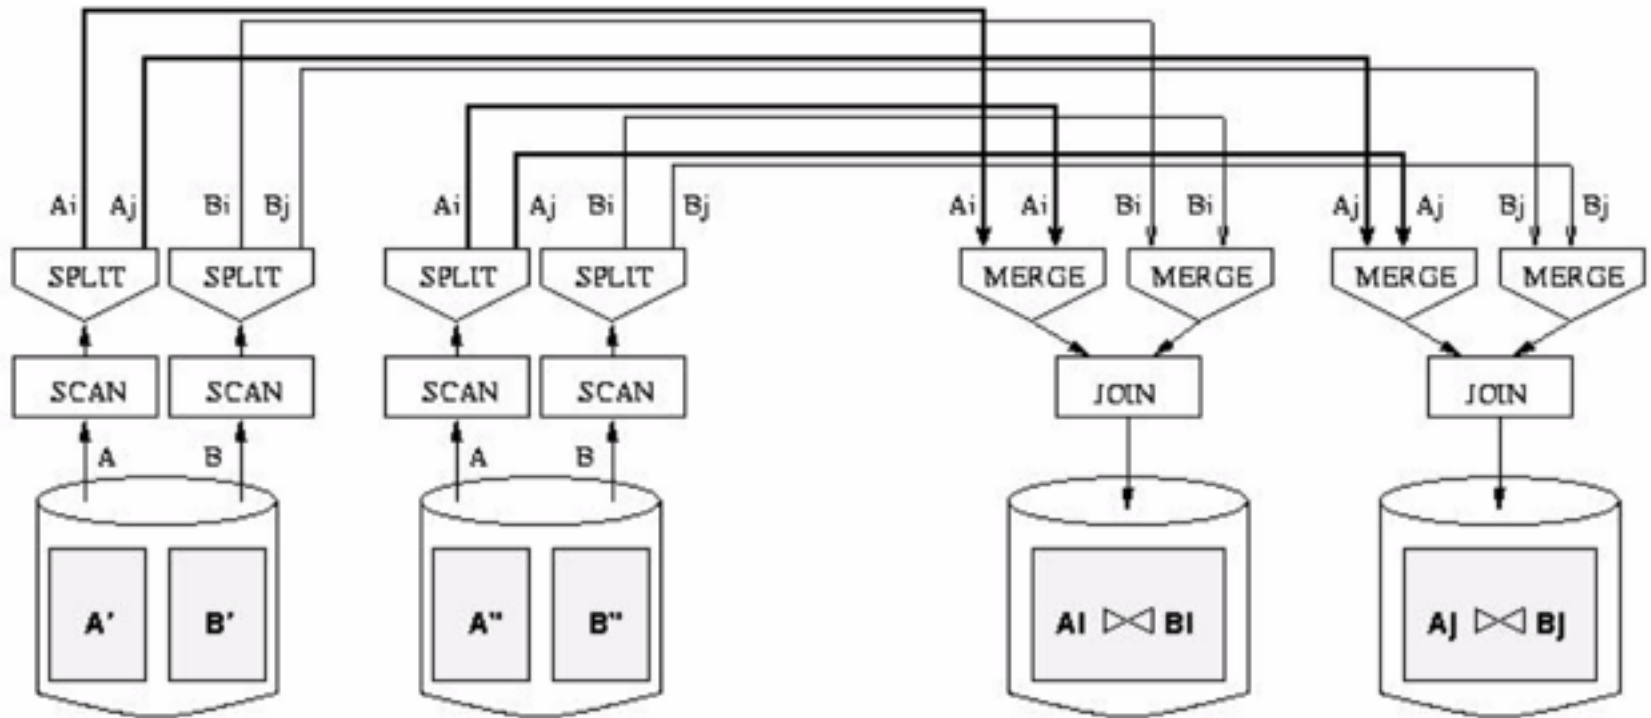 Ai Aj Bi Bj Ai Aj Bi Bj Ai Ai Bi Bi Aj Aj Bj Bj
SPLIT SPLIT SPLIT SPLIT MERGE MERGE MERGE MERGE
SCAN SCAN SCAN SCAN JOIN JOIN
A B A B
A' B' A" B" Ai ⋈ Bi Aj ⋈ Bj